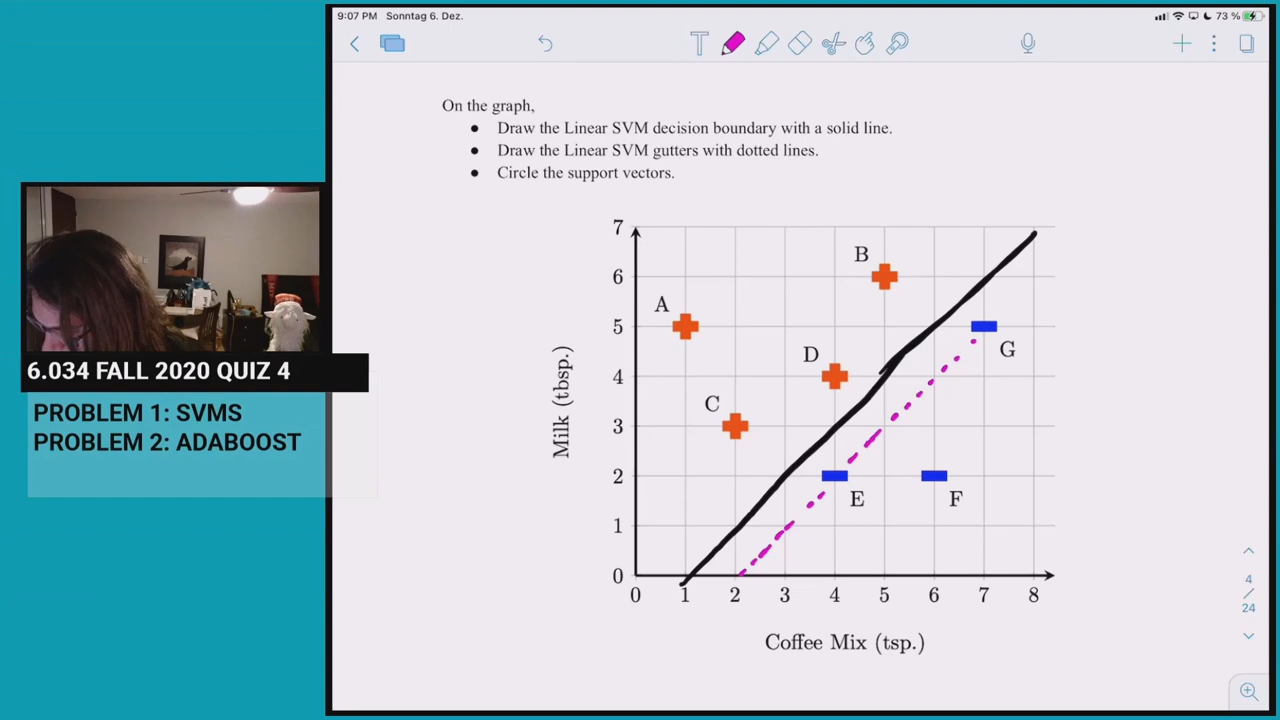 9:07 PM Sonntag 6. Dez.
73 %
T
On the graph,
● Draw the Linear SVM decision boundary with a solid line.
● Draw the Linear SVM gutters with dotted lines.
● Circle the support vectors.
7
6
5
4
3
2
1
0
Milk (tbsp.)
A
B
C
D
E
F
G
0 1 2 3 4 5 6 7 8
Coffee Mix (tsp.)
6.034 FALL 2020 QUIZ 4
PROBLEM 1: SVMS
PROBLEM 2: ADABOOST
4
/
24